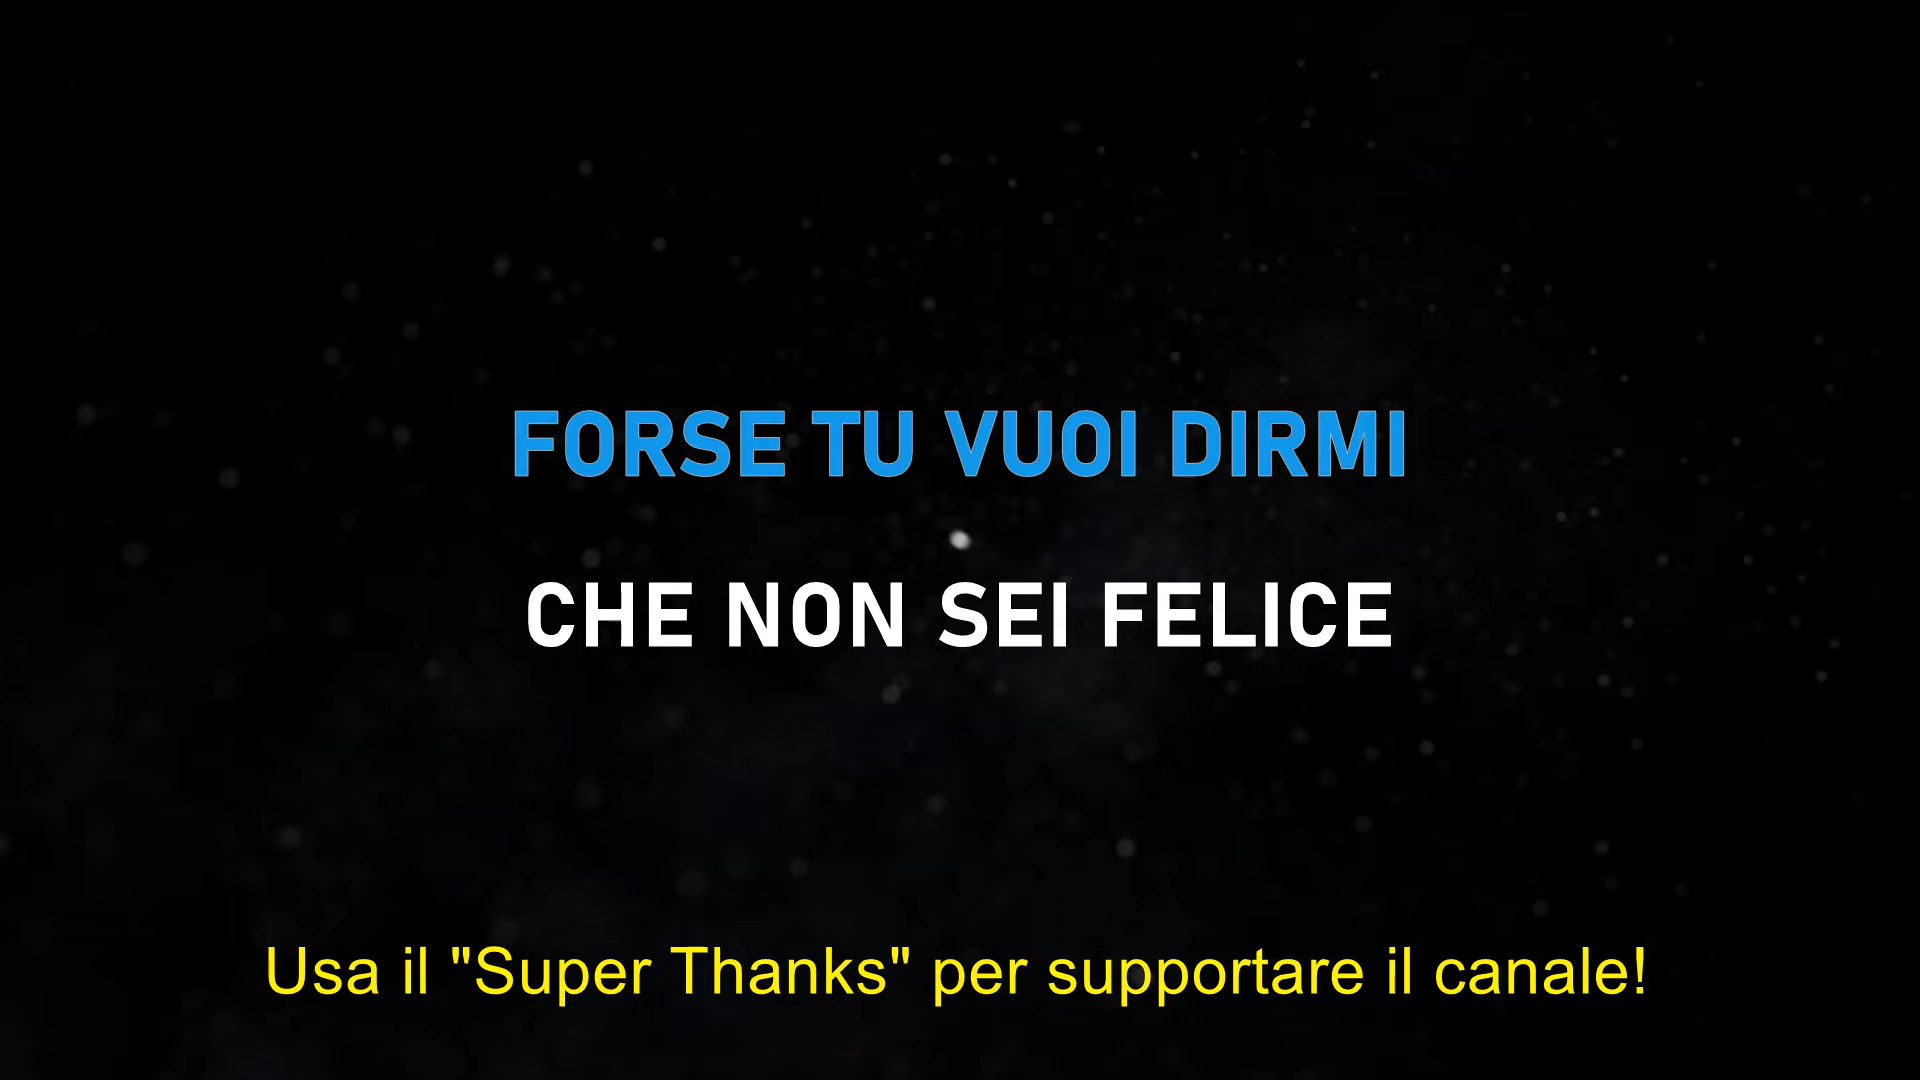 FORSE TU VUOI DIRMI
CHE NON SEI FELICE
Usa il "Super Thanks" per supportare il canale!